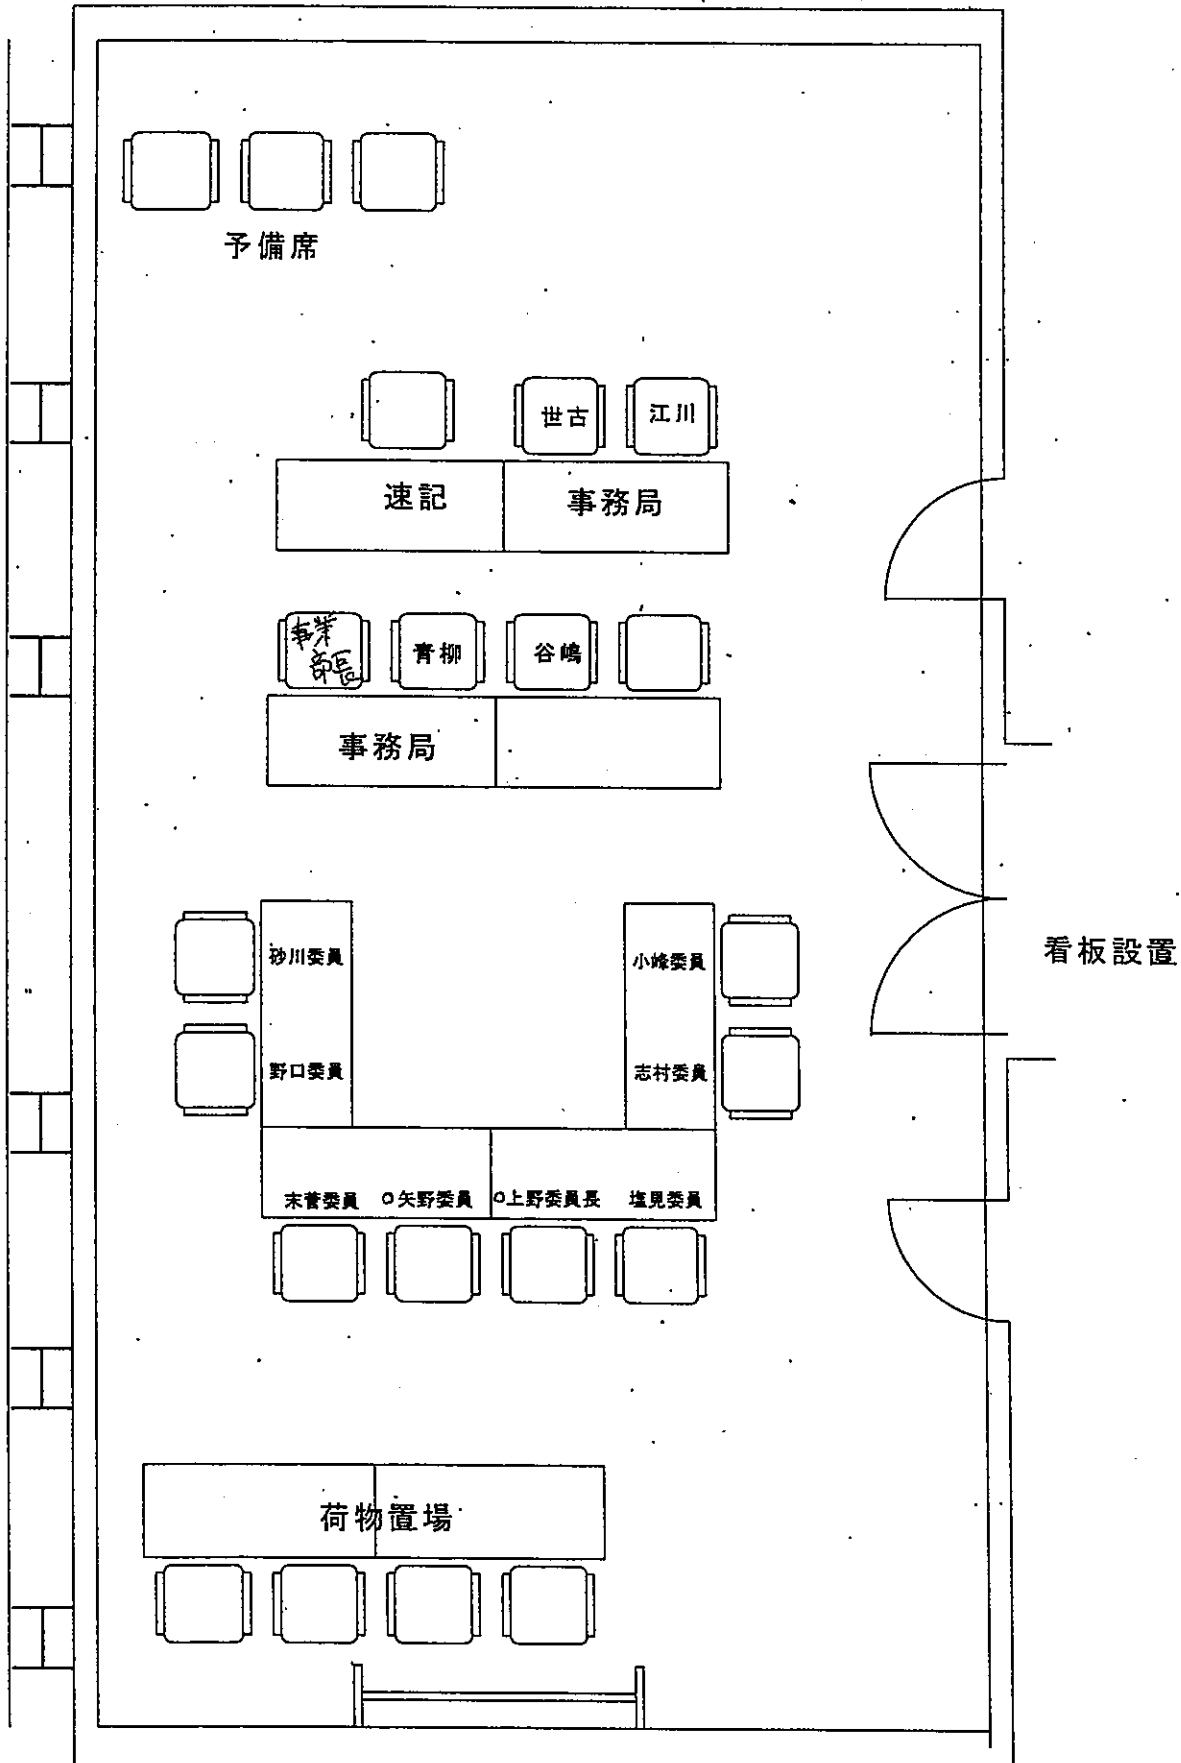 予備席
世古
江川
速記
事務局
事業
部長
青柳
谷嶋
事務局
砂川委員
小峰委員
看板設置
野口委員
志村委員
末菅委員
○矢野委員
○上野委員長
塩見委員
荷物置場